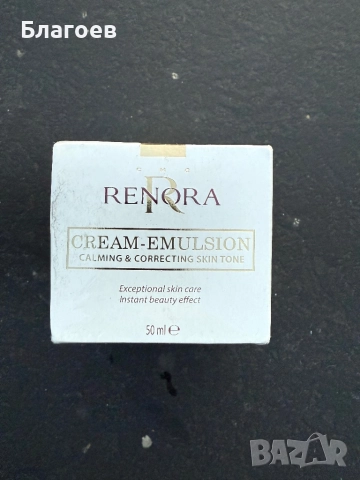 Благоев
RENORA
CREAM-EMULSION
CALMING & CORRECTING SKIN TONE
Exceptional skin care
Instant beauty effect
50 ml ℮
BAZAR